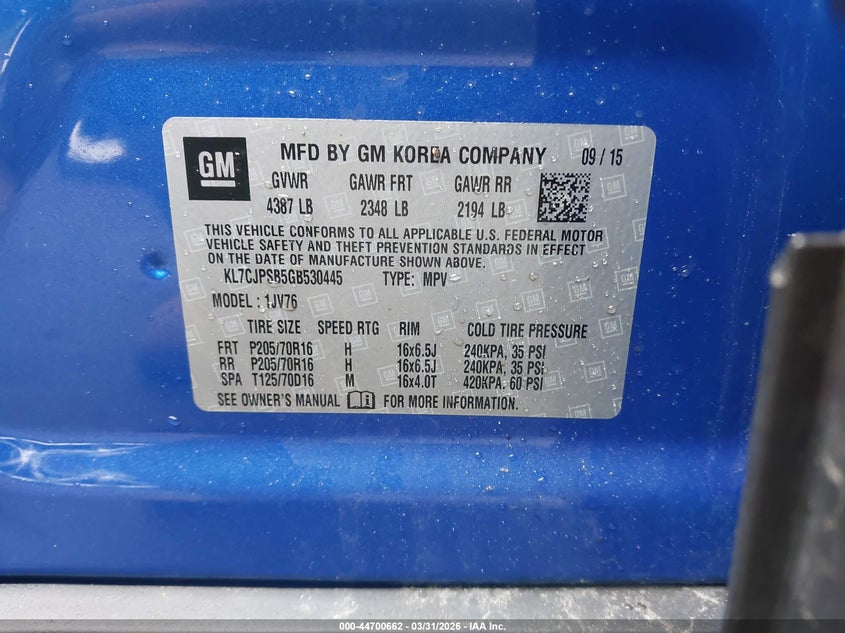 GM MFD BY GM KOREA COMPANY 09 / 15
GVWR GAWR FRT GAWR RR
4387 LB 2348 LB 2194 LB
THIS VEHICLE CONFORMS TO ALL APPLICABLE U.S. FEDERAL MOTOR
VEHICLE SAFETY AND THEFT PREVENTION STANDARDS IN EFFECT
ON THE DATE OF MANUFACTURE SHOWN ABOVE.
KL7CJPSB5GB530445 TYPE: MPV
MODEL : 1JV76
TIRE SIZE SPEED RTG RIM COLD TIRE PRESSURE
FRT P205/70R16 H 16x6.5J 240KPA, 35 PSI
RR P205/70R16 H 16x6.5J 240KPA, 35 PSI
SPA T125/70D16 M 16x4.0T 420KPA, 60 PSI
SEE OWNER'S MANUAL FOR MORE INFORMATION.
000-44700662 - 03/31/2026 - IAA Inc.